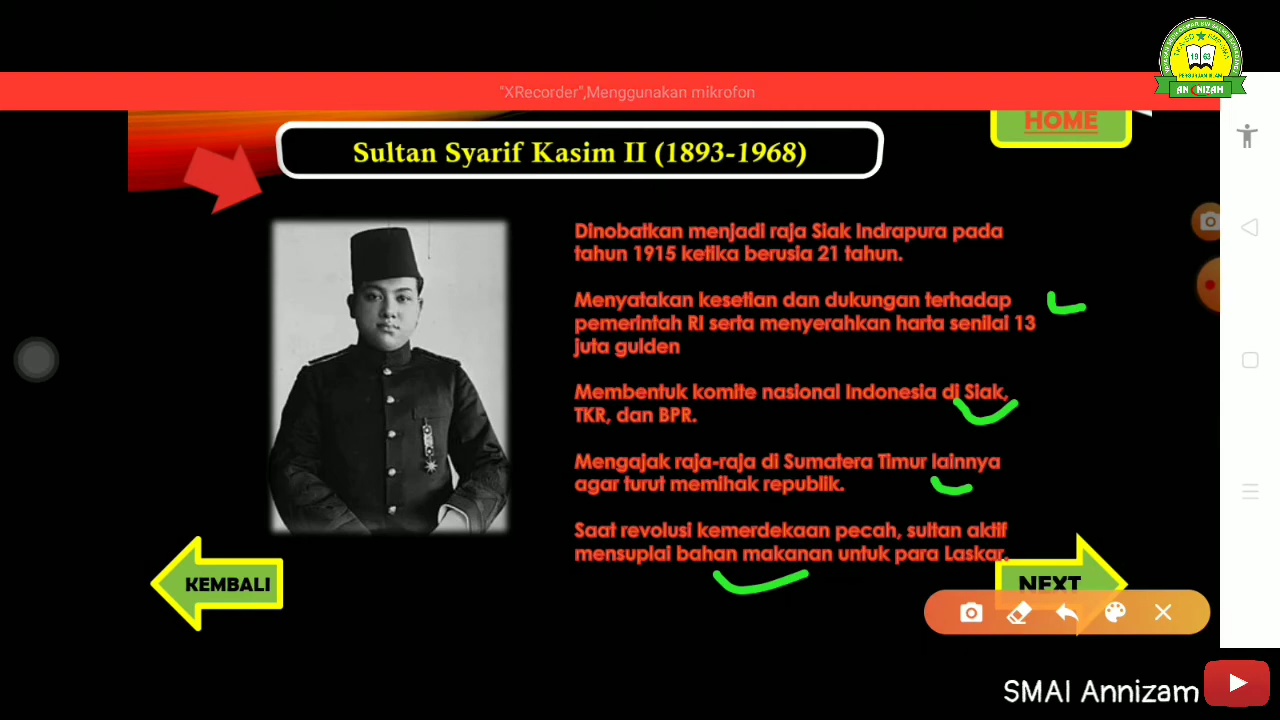 "XRecorder",Menggunakan mikrofon
1963
PERGURUAN ISLAM
AN NIZAM
HOME
Sultan Syarif Kasim II (1893-1968)
Dinobatkan menjadi raja Siak Indrapura pada
tahun 1915 ketika berusia 21 tahun.
Menyatakan kesetian dan dukungan terhadap
pemerintah RI serta menyerahkan harta senilai 13
juta gulden
Membentuk komite nasional Indonesia di Siak,
TKR, dan BPR.
Mengajak raja-raja di Sumatera Timur lainnya
agar turut memihak republik.
Saat revolusi kemerdekaan pecah, sultan aktif
mensuplai bahan makanan untuk para Laskar.
KEMBALI
NEXT
SMAI Annizam